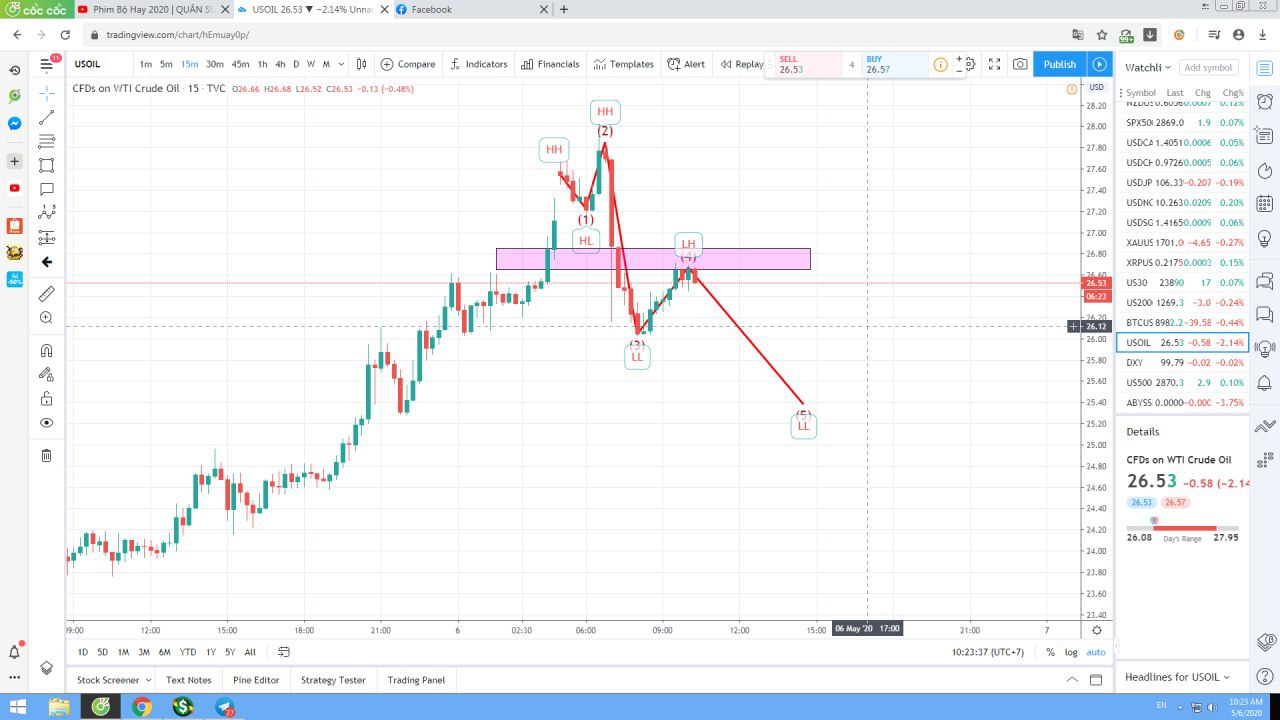 cốc cốc
Phim Bộ Hay 2020 | QUÂN SU
USOIL 26.53 ▼ −2.14% Unna
Facebook
tradingview.com/chart/hEmuay0p/
99+
11
USOIL
1m 5m 15m 30m 45m 1h 4h D W M
Compare
Indicators
Financials
Templates
Alert
Replay
SELL
26.53
4
BUY
26.57
Publish
CFDs on WTI Crude Oil · 15 · TVC O26.66 H26.68 L26.52 C26.53 −0.13 −0.48%
USD
HH
HH
(2)
(1)
HL
LH
(4)
(3)
LL
(5)
LL
28.20
28.00
27.80
27.60
27.40
27.20
27.00
26.80
26.60
26.53
06:23
26.20
26.12
26.00
25.80
25.60
25.40
25.20
25.00
24.80
24.60
24.40
24.20
24.00
23.80
23.60
23.40
09:00 12:00 15:00 18:00 21:00 6 02:30 06:00 09:00 12:00 15:00 06 May '20 17:00 21:00 7
1D 5D 1M 3M 6M YTD 1Y 5Y All
10:23:37 (UTC+7) % log auto
Stock Screener Text Notes Pine Editor Strategy Tester Trading Panel
Watchli
Add symbol
Symbol Last Chg Chg%
SPX50 2869.0 1.9 0.07%
USDCA 1.4051 0.0006 0.05%
USDCH 0.9726 0.0005 0.06%
USDJP 106.33 −0.207 −0.19%
USDNO 10.263 0.0209 0.20%
USDSG 1.4165 0.0009 0.06%
XAUUS 1701.0 −4.65 −0.27%
XRPUS 0.2175 0.0003 0.15%
US30 23890 17 0.07%
US200 1269.3 −3.0 −0.24%
BTCUS 8982.2 −39.58 −0.44%
USOIL 26.53 −0.58 −2.14%
DXY 99.79 −0.02 −0.02%
US500 2870.3 2.9 0.10%
ABYSS 0.0000 −0.000 −3.75%
Details
CFDs on WTI Crude Oil
26.53 −0.58 (−2.14
26.53 26.57
26.08 Day's Range 27.95
Headlines for USOIL
27
EN
10:23 AM
5/6/2020